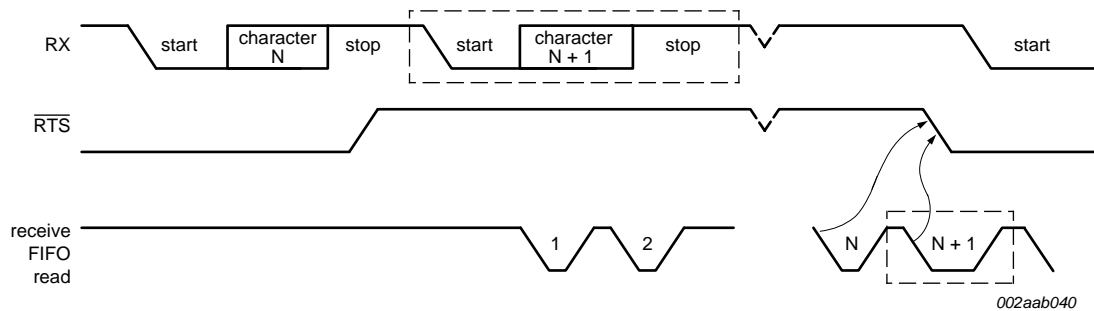 RX
start
character
N
stop
start
character
N + 1
stop
start
RTS
receive
FIFO
read
1
2
N
N + 1
002aab040